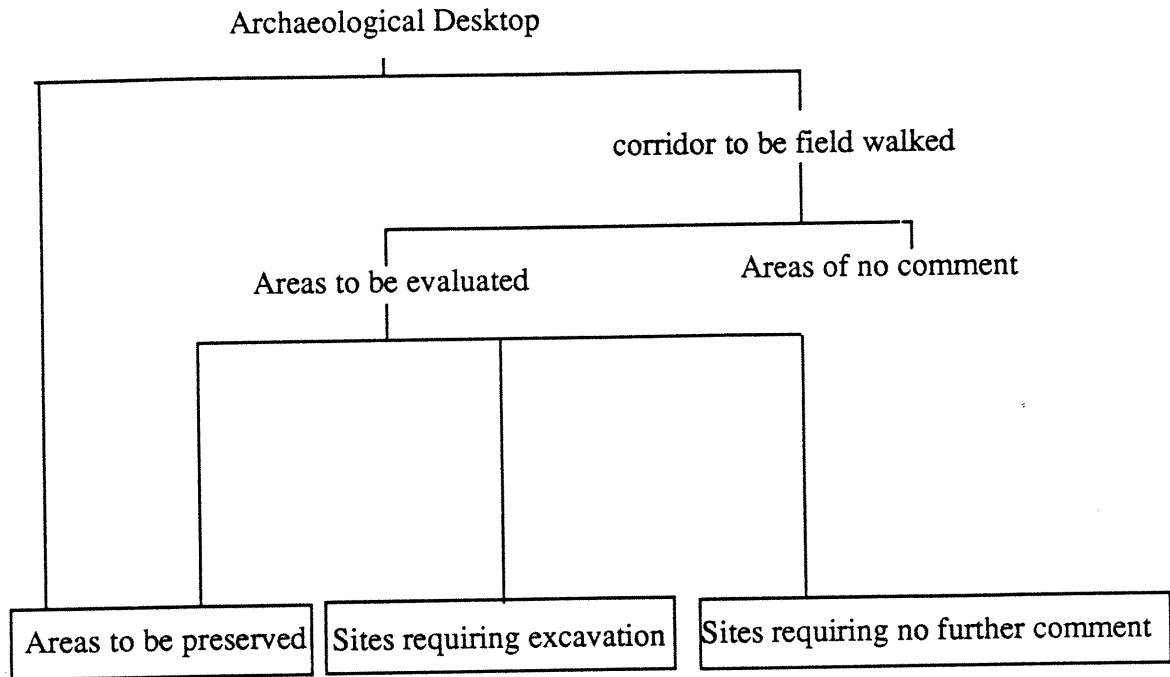 Archaeological Desktop
corridor to be field walked
Areas to be evaluated
Areas of no comment
Areas to be preserved
Sites requiring excavation
Sites requiring no further comment